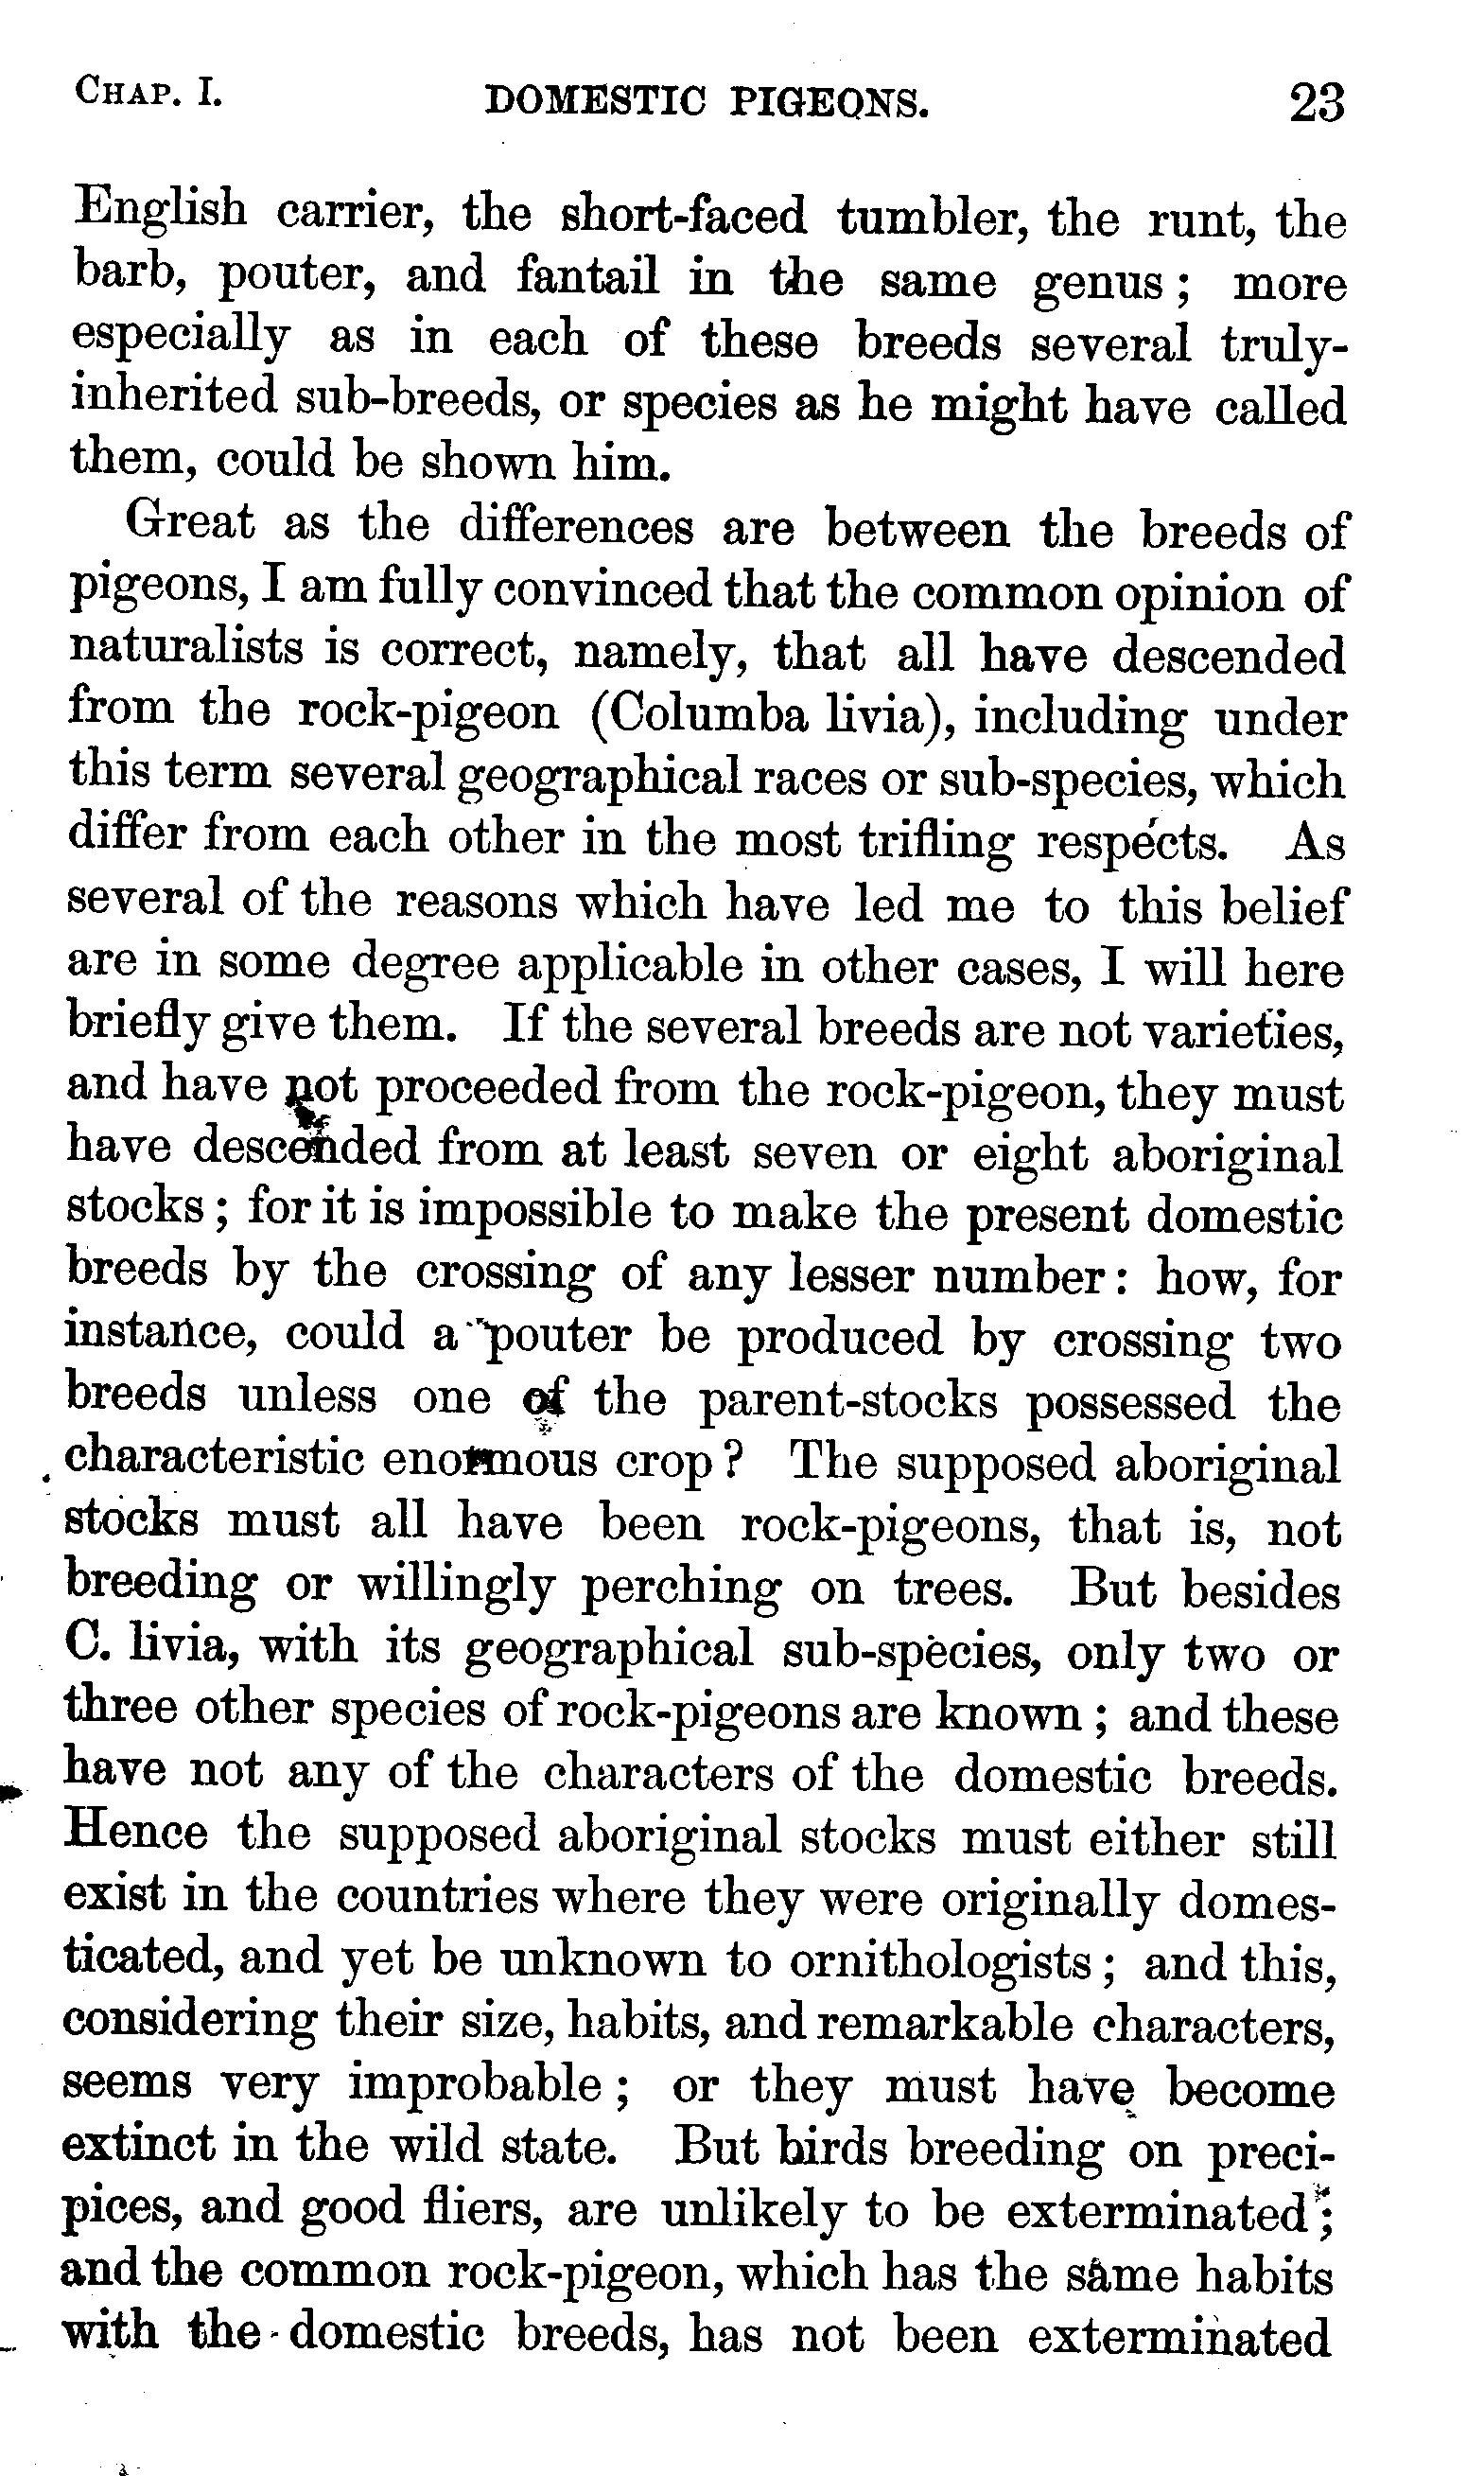 CHAP. I. DOMESTIC PIGEONS. 23
English carrier, the short-faced tumbler, the runt, the
barb, pouter, and fantail in the same genus; more
especially as in each of these breeds several truly-
inherited sub-breeds, or species as he might have called
them, could be shown him.
Great as the differences are between the breeds of
pigeons, I am fully convinced that the common opinion of
naturalists is correct, namely, that all have descended
from the rock-pigeon (Columba livia), including under
this term several geographical races or sub-species, which
differ from each other in the most trifling respects. As
several of the reasons which have led me to this belief
are in some degree applicable in other cases, I will here
briefly give them. If the several breeds are not varieties,
and have not proceeded from the rock-pigeon, they must
have descended from at least seven or eight aboriginal
stocks; for it is impossible to make the present domestic
breeds by the crossing of any lesser number: how, for
instance, could a pouter be produced by crossing two
breeds unless one of the parent-stocks possessed the
characteristic enormous crop? The supposed aboriginal
stocks must all have been rock-pigeons, that is, not
breeding or willingly perching on trees. But besides
C. livia, with its geographical sub-species, only two or
three other species of rock-pigeons are known; and these
have not any of the characters of the domestic breeds.
Hence the supposed aboriginal stocks must either still
exist in the countries where they were originally domes-
ticated, and yet be unknown to ornithologists; and this,
considering their size, habits, and remarkable characters,
seems very improbable; or they must have become
extinct in the wild state. But birds breeding on preci-
pices, and good fliers, are unlikely to be exterminated;
and the common rock-pigeon, which has the same habits
with the domestic breeds, has not been exterminated